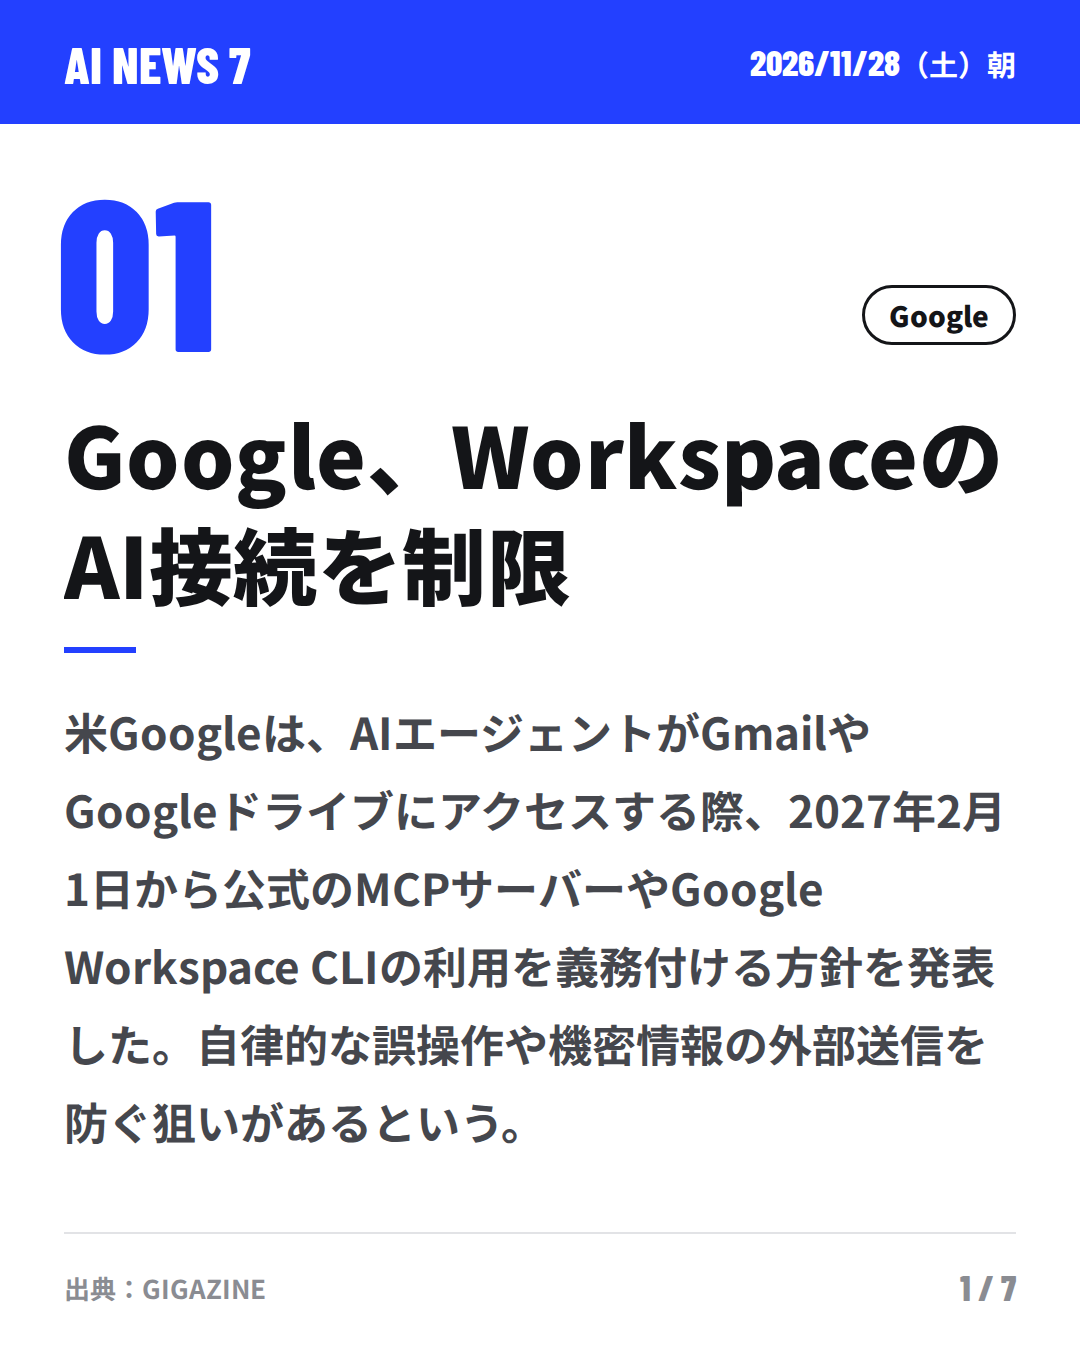 AI NEWS 7
2026/11/28（土）朝
01
Google
Google、Workspaceの
AI接続を制限
米Googleは、AIエージェントがGmailや
Googleドライブにアクセスする際、2027年2月
1日から公式のMCPサーバーやGoogle
Workspace CLIの利用を義務付ける方針を発表
した。自律的な誤操作や機密情報の外部送信を
防ぐ狙いがあるという。
出典：GIGAZINE
1 / 7